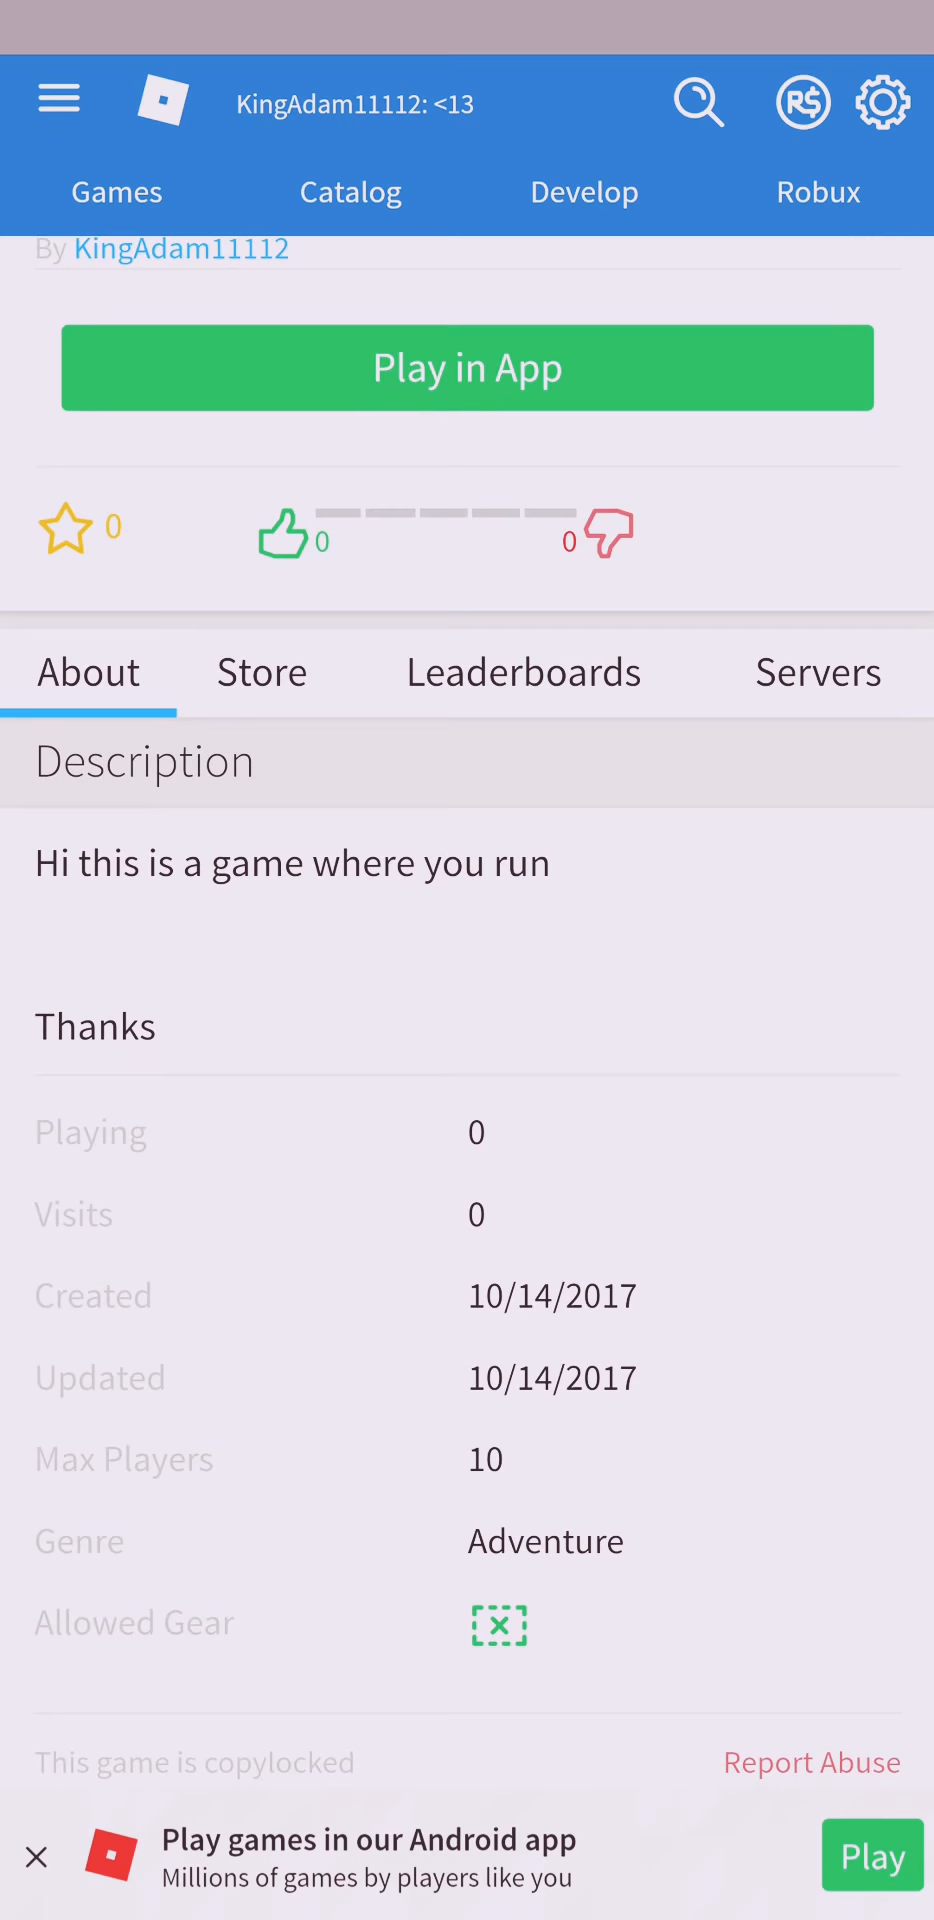 KingAdam11112: <13
R$
Games Catalog Develop Robux
By KingAdam11112
Play in App
0 0 0
About Store Leaderboards Servers
Description
Hi this is a game where you run
Thanks
Playing 0
Visits 0
Created 10/14/2017
Updated 10/14/2017
Max Players 10
Genre Adventure
Allowed Gear
This game is copylocked Report Abuse
Play games in our Android app
Millions of games by players like you
Play